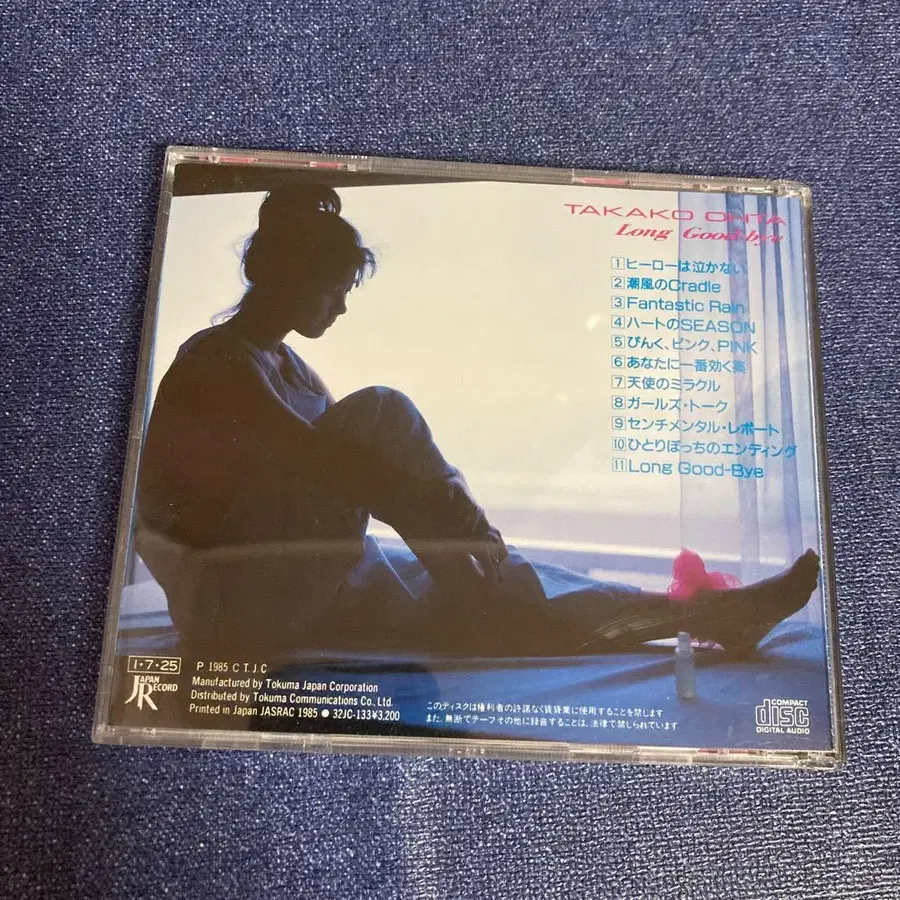 TAKAKO OHTA
Long Good-bye
1 ヒーローは泣かない
2 潮風のCradle
3 Fantastic Rain
4 ハートのSEASON
5 ぴんく、ピンク、PINK
6 あなたに一番効く薬
7 天使のミラクル
8 ガールズ・トーク
9 センチメンタル・レポート
10 ひとりぼっちのエンディング
11 Long Good-Bye
I・7・25
P 1985 C T.J.C
JAPAN RECORD
Manufactured by Tokuma Japan Corporation
Distributed by Tokuma Communications Co., Ltd.
Printed in Japan JASRAC 1985 ● 32JC-133¥3,200
このディスクは権利者の許諾なく賃貸業に使用することを禁じます
また、無断でテープその他に録音することは、法律で禁じられています
COMPACT
disc
DIGITAL AUDIO